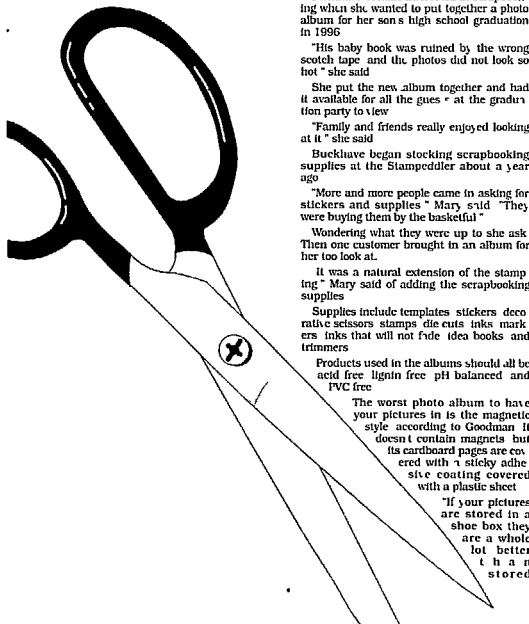 ing when she wanted to put together a photo
album for her son s high school graduation
in 1996
"His baby book was ruined by the wrong
scotch tape and the photos did not look so
hot " she said
She put the new album together and had
it available for all the gues at the gradua
tion party to view
"Family and friends really enjoyed looking
at it " she said
Buckhave began stocking scrapbooking
supplies at the Stampeddler about a year
ago
"More and more people came in asking for
stickers and supplies " Mary said "They
were buying them by the basketful "
Wondering what they were up to she ask
Then one customer brought in an album for
her too look at.
It was a natural extension of the stamp
ing " Mary said of adding the scrapbooking
supplies
Supplies include templates stickers deco
rative scissors stamps die cuts inks mark
ers inks that will not fade idea books and
trimmers
Products used in the albums should all be
acid free lignin free pH balanced and
PVC free
The worst photo album to have
your pictures in is the magnetic
style according to Goodman It
doesn t contain magnets but
its cardboard pages are cov
ered with a sticky adhe
sive coating covered
with a plastic sheet
"If your pictures
are stored in a
shoe box they
are a whole
lot better
t h a n
stored